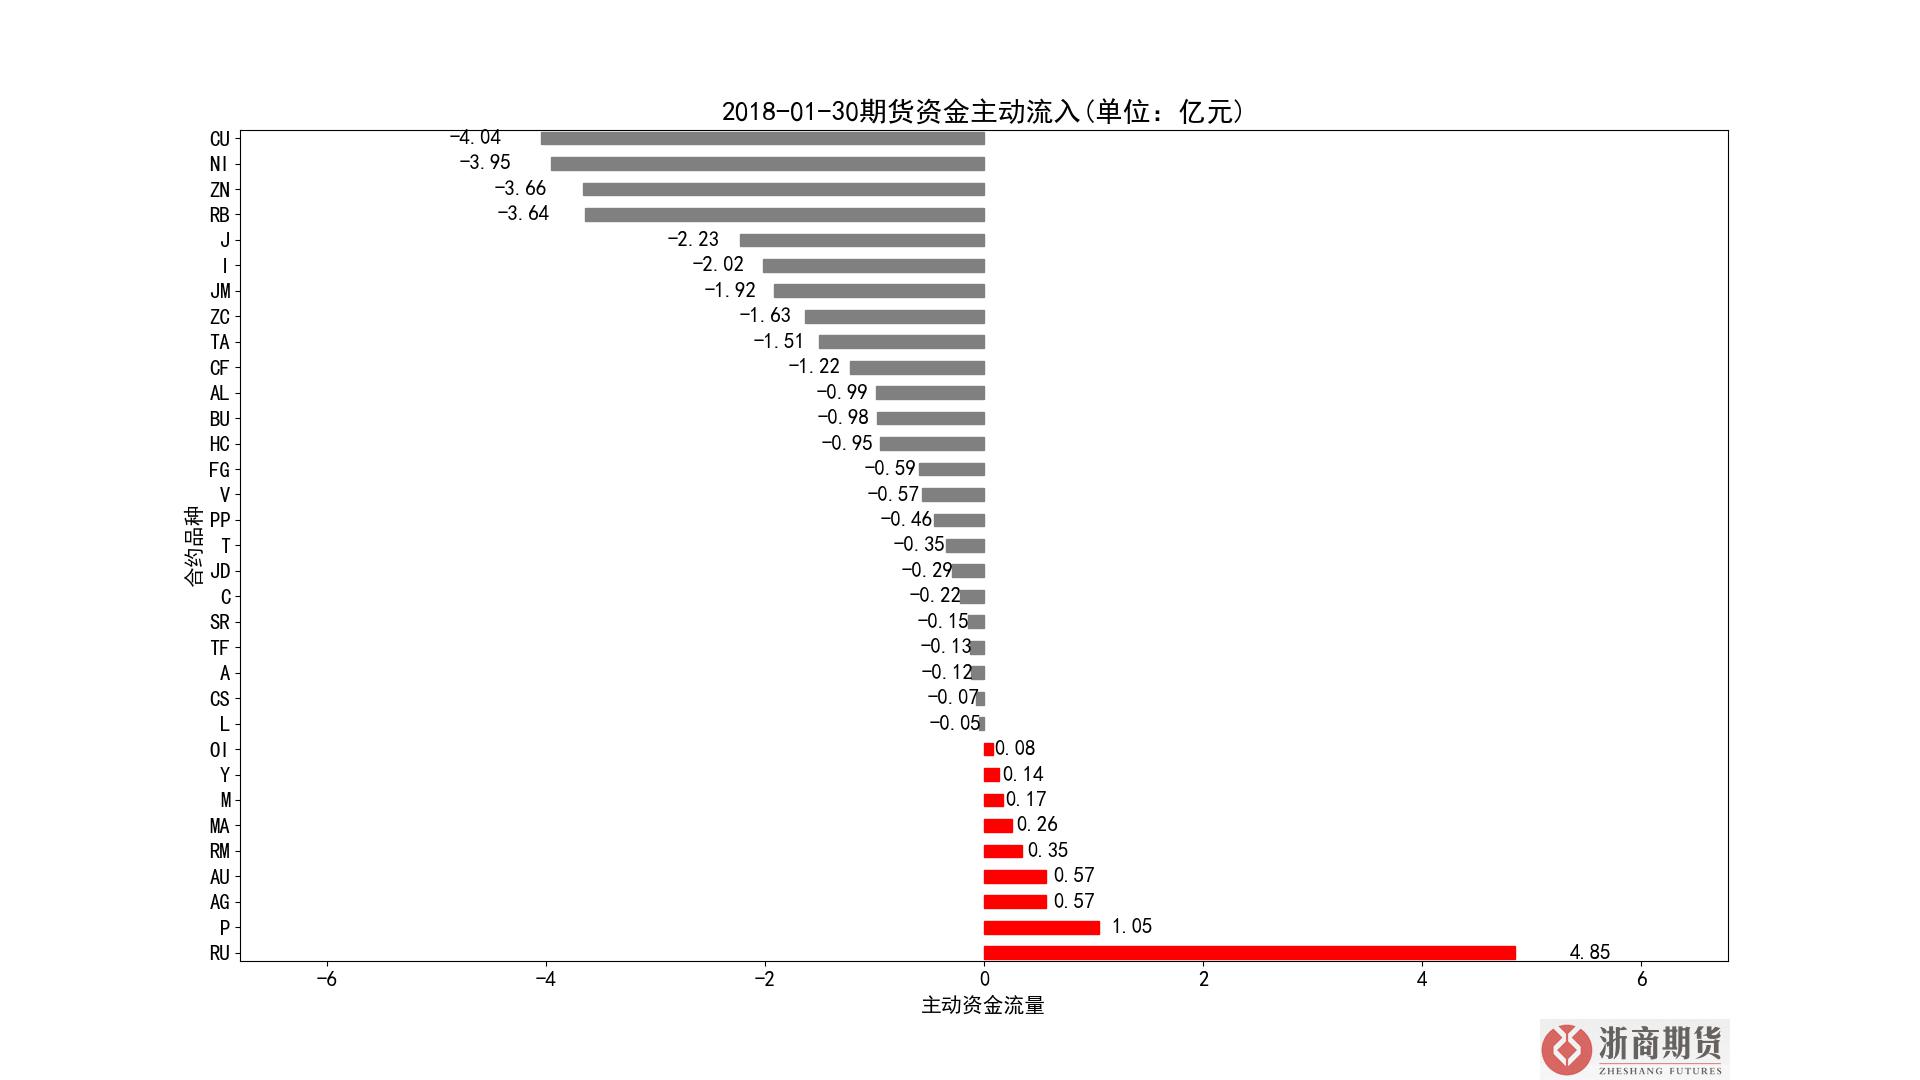 2018-01-30期货资金主动流入(单位：亿元)
CU -4.04
NI -3.95
ZN -3.66
RB -3.64
J -2.23
I -2.02
JM -1.92
ZC -1.63
TA -1.51
CF -1.22
AL -0.99
BU -0.98
HC -0.95
FG -0.59
V -0.57
PP -0.46
T -0.35
JD -0.29
C -0.22
SR -0.15
TF -0.13
A -0.12
CS -0.07
L -0.05
OI 0.08
Y 0.14
M 0.17
MA 0.26
RM 0.35
AU 0.57
AG 0.57
P 1.05
RU 4.85
合约品种
-6 -4 -2 0 2 4 6
主动资金流量
浙商期货
ZHESHANG FUTURES